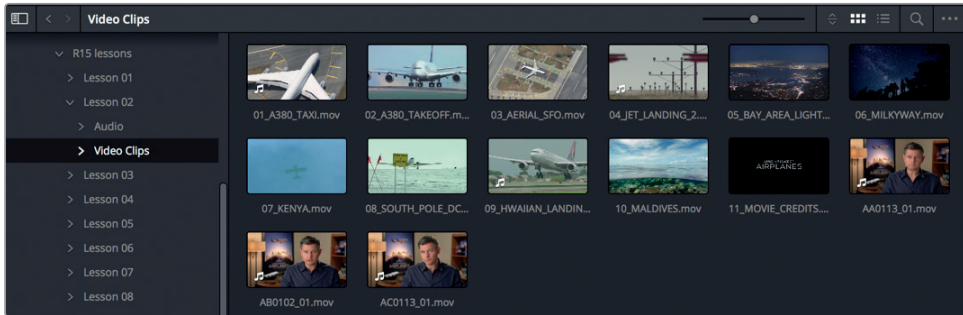 Video Clips
R15 lessons
Lesson 01
Lesson 02
Audio
Video Clips
Lesson 03
Lesson 04
Lesson 05
Lesson 06
Lesson 07
Lesson 08
01_A380_TAXI.mov
02_A380_TAKEOFF.m...
03_AERIAL_SFO.mov
04_JET_LANDING_2....
05_BAY_AREA_LIGHT...
06_MILKYWAY.mov
07_KENYA.mov
08_SOUTH_POLE_DC...
09_HWAIIAN_LANDIN...
10_MALDIVES.mov
AIRPLANES
11_MOVIE_CREDITS....
AA0113_01.mov
AB0102_01.mov
AC0113_01.mov